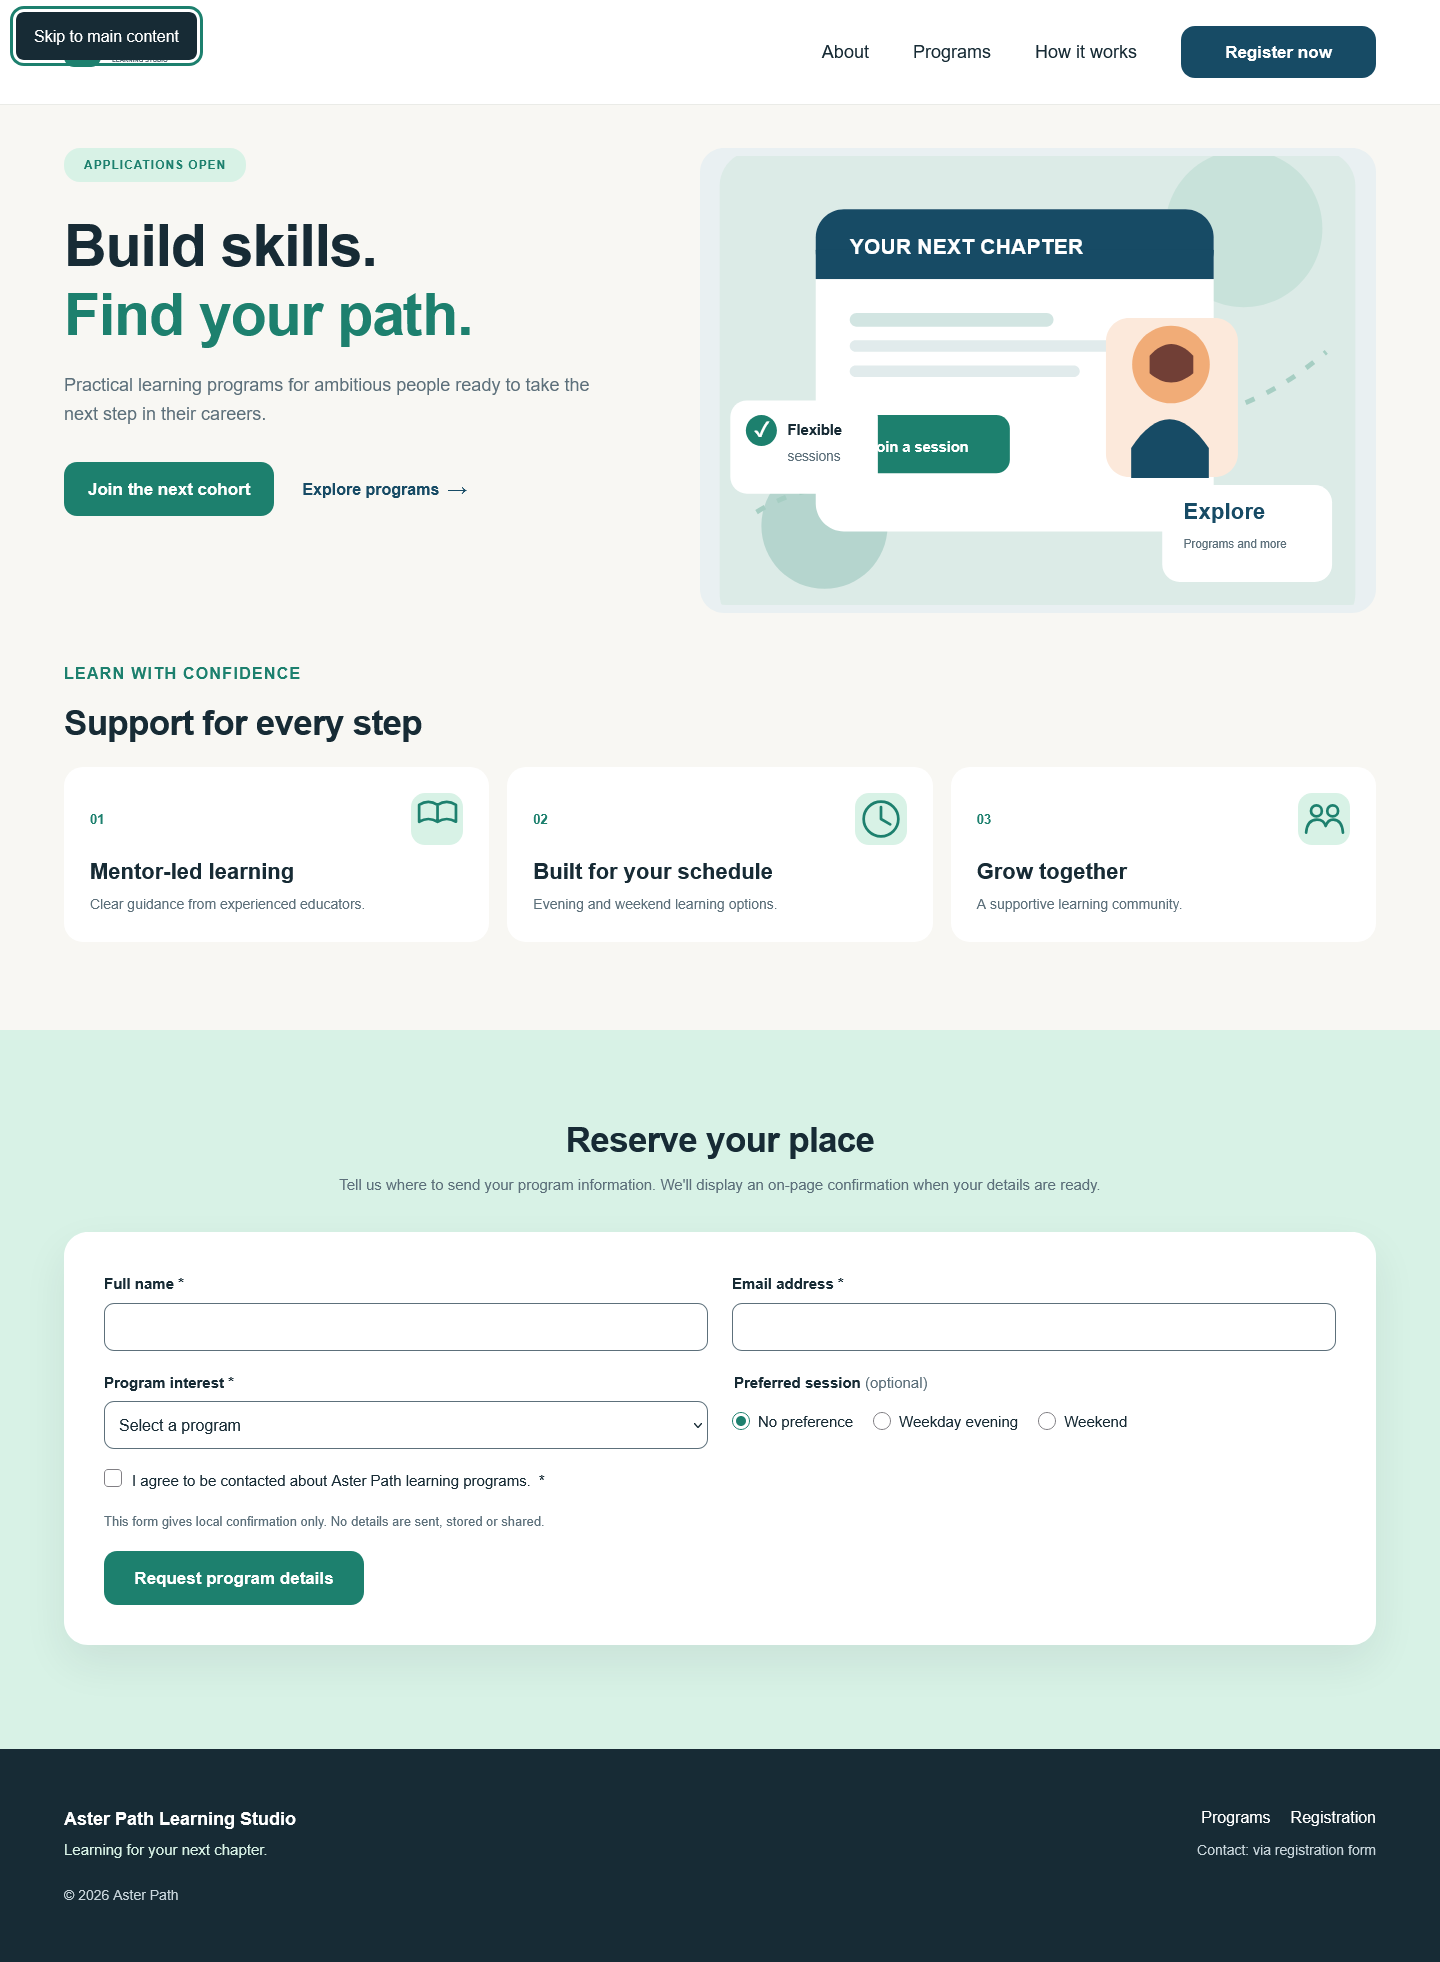 Skip to main content
LEARNING STUDIO
About
Programs
How it works
Register now
APPLICATIONS OPEN
Build skills.
Find your path.
Practical learning programs for ambitious people ready to take the
next step in their careers.
Join the next cohort
Explore programs →
YOUR NEXT CHAPTER
Flexible
sessions
oin a session
Explore
Programs and more
LEARN WITH CONFIDENCE
Support for every step
01
Mentor-led learning
Clear guidance from experienced educators.
02
Built for your schedule
Evening and weekend learning options.
03
Grow together
A supportive learning community.
Reserve your place
Tell us where to send your program information. We'll display an on-page confirmation when your details are ready.
Full name *
Email address *
Program interest *
Select a program
Preferred session (optional)
No preference
Weekday evening
Weekend
I agree to be contacted about Aster Path learning programs. *
This form gives local confirmation only. No details are sent, stored or shared.
Request program details
Aster Path Learning Studio
Learning for your next chapter.
© 2026 Aster Path
Programs
Registration
Contact: via registration form